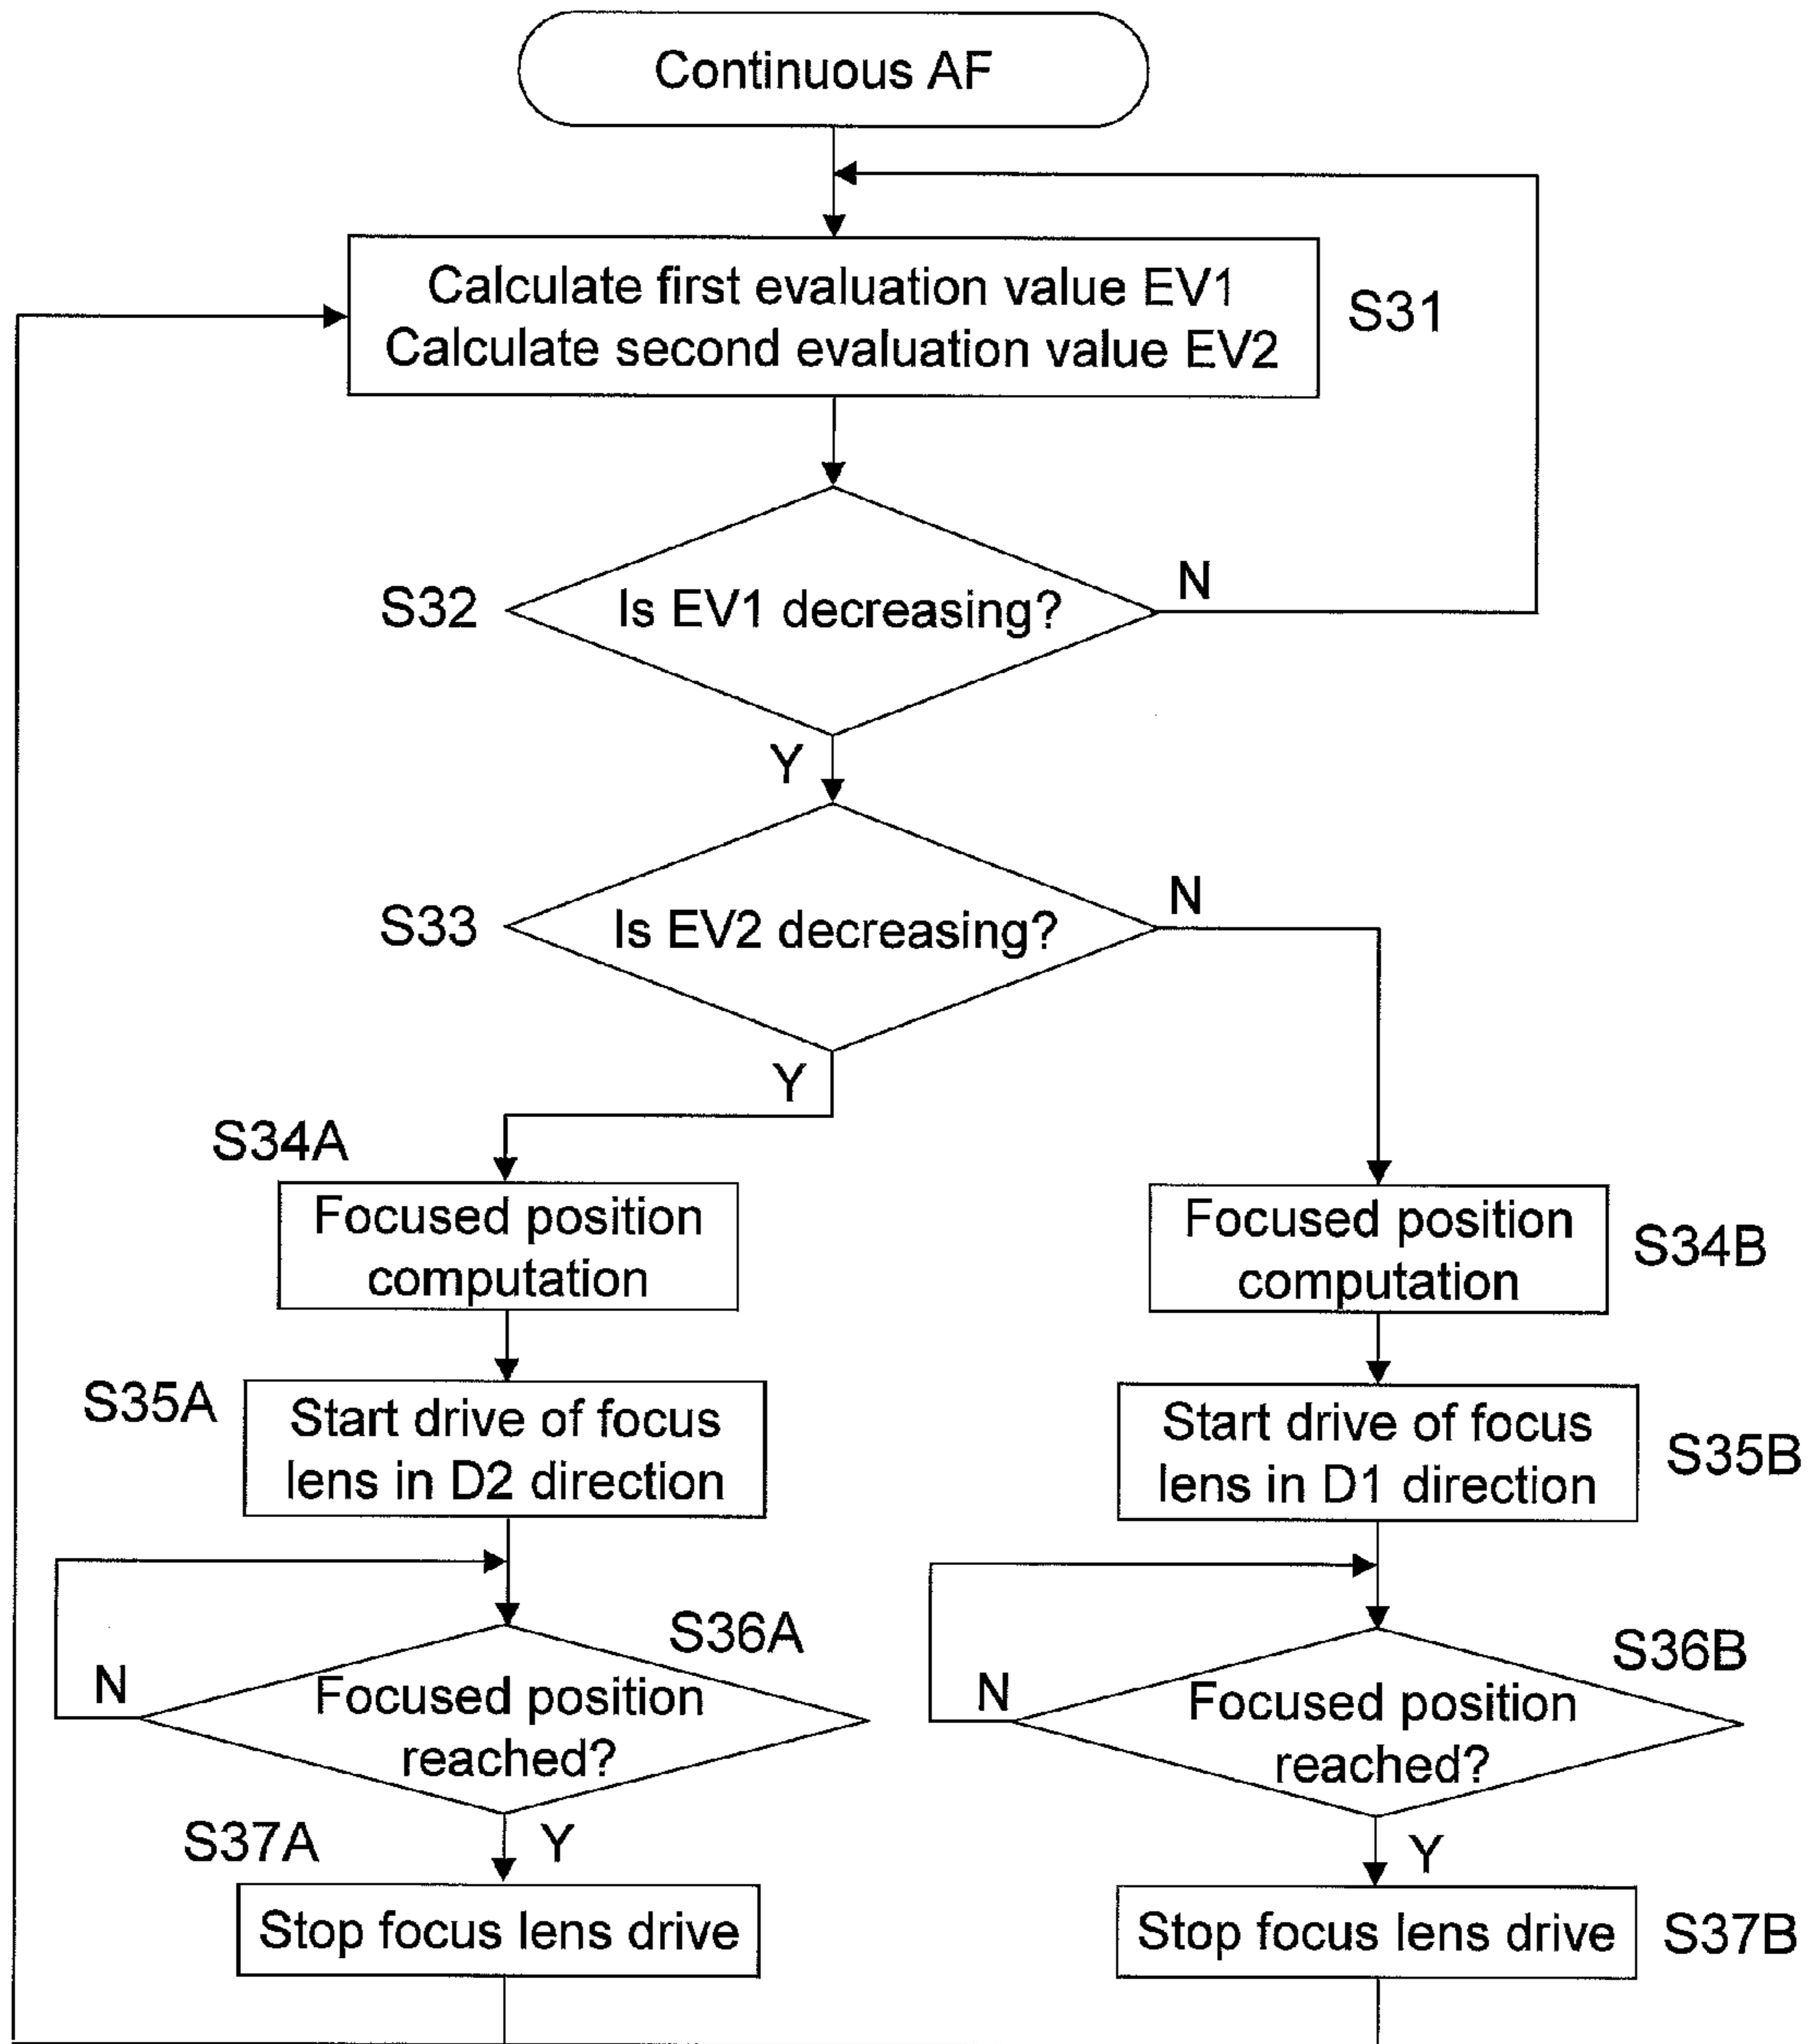 Continuous AF
Calculate first evaluation value EV1
Calculate second evaluation value EV2
S31
S32
Is EV1 decreasing?
N
Y
S33
Is EV2 decreasing?
N
Y
S34A
Focused position
computation
Focused position
computation
S34B
S35A
Start drive of focus
lens in D2 direction
Start drive of focus
lens in D1 direction
S35B
S36A
N
Focused position
reached?
S36B
N
Focused position
reached?
S37A
Y
Y
Stop focus lens drive
Stop focus lens drive
S37B